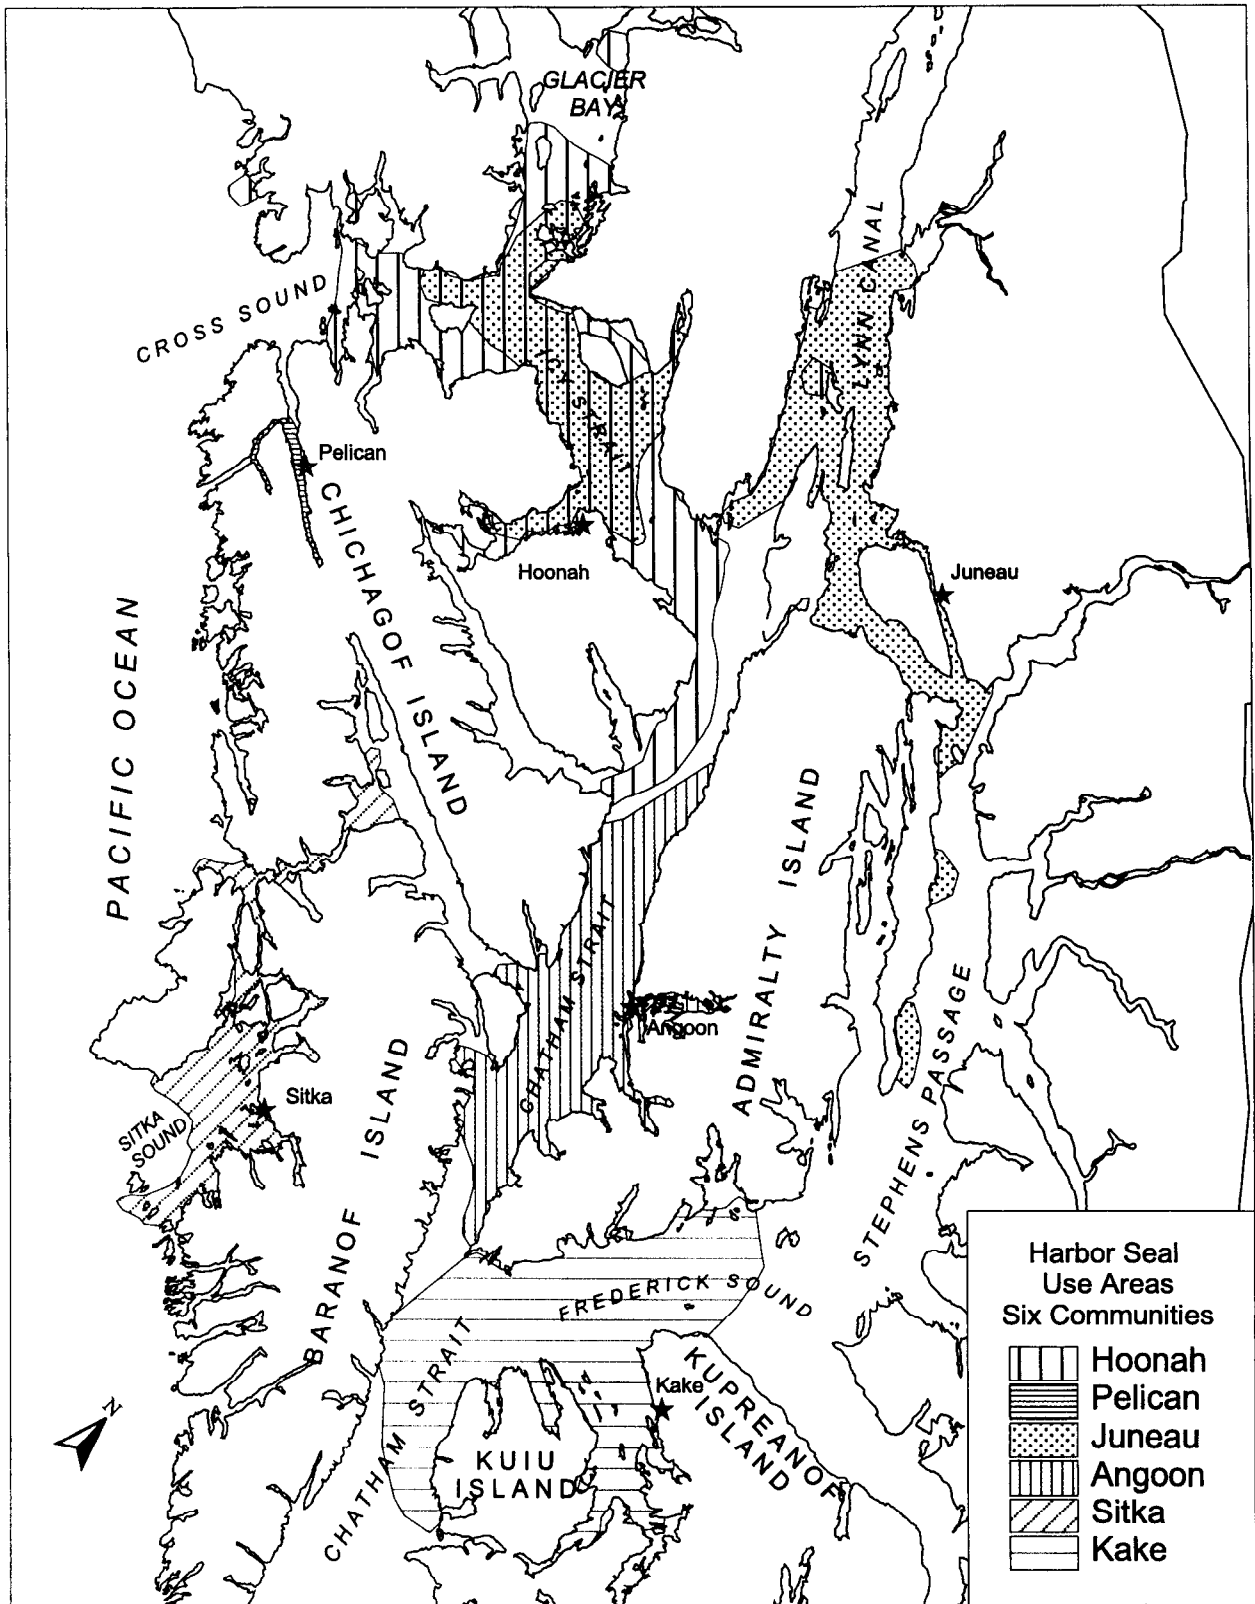 GLACIER
BAY
LYNN CANAL
CROSS SOUND
ICY STRAIT
Pelican
CHICHAGOF ISLAND
Hoonah
Juneau
PACIFIC OCEAN
ADMIRALTY ISLAND
CHATHAM STRAIT
Angoon
STEPHENS PASSAGE
BARANOF ISLAND
Sitka
SITKA
SOUND
FREDERICK SOUND
CHATHAM STRAIT
Kake
KUPREANOF
ISLAND
KUIU
ISLAND
N
Harbor Seal
Use Areas
Six Communities
Hoonah
Pelican
Juneau
Angoon
Sitka
Kake